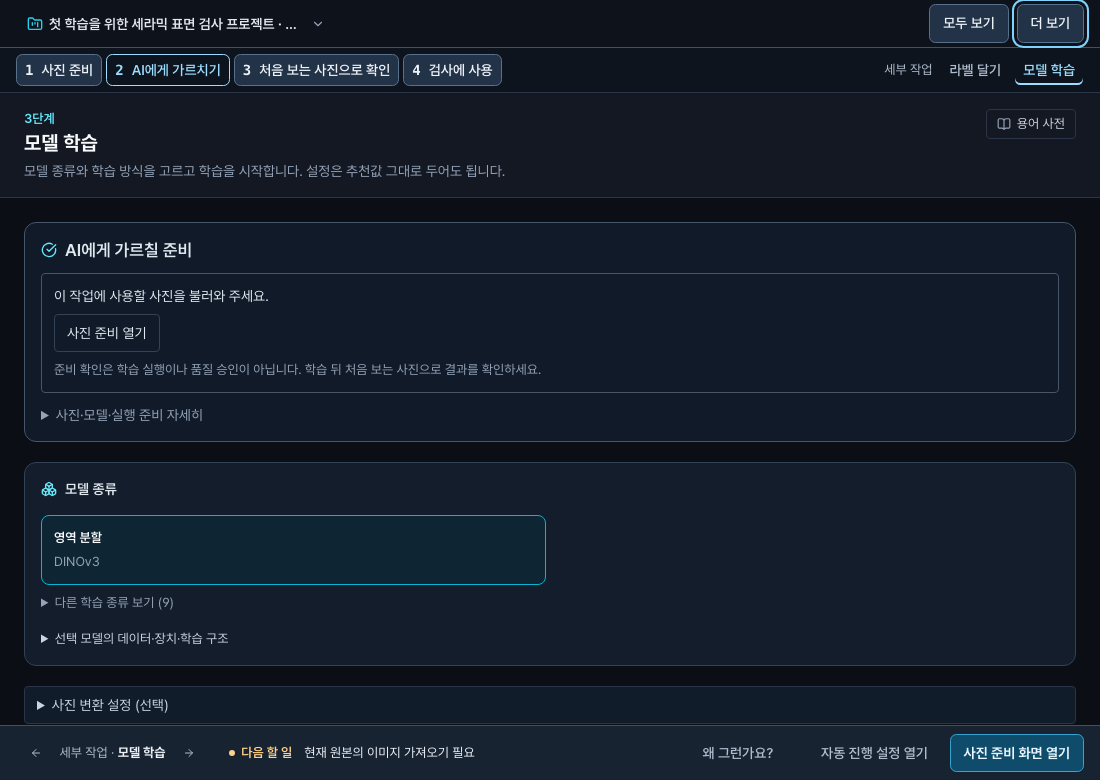 첫 학습을 위한 세라믹 표면 검사 프로젝트 · ...
모두 보기
더 보기
1 사진 준비
2 AI에게 가르치기
3 처음 보는 사진으로 확인
4 검사에 사용
세부 작업
라벨 달기
모델 학습
3단계
모델 학습
모델 종류와 학습 방식을 고르고 학습을 시작합니다. 설정은 추천값 그대로 두어도 됩니다.
용어 사전
AI에게 가르칠 준비
이 작업에 사용할 사진을 불러와 주세요.
사진 준비 열기
준비 확인은 학습 실행이나 품질 승인이 아닙니다. 학습 뒤 처음 보는 사진으로 결과를 확인하세요.
사진·모델·실행 준비 자세히
모델 종류
영역 분할
DINOv3
다른 학습 종류 보기 (9)
선택 모델의 데이터·장치·학습 구조
사진 변환 설정 (선택)
← 세부 작업 · 모델 학습 →
다음 할 일 현재 원본의 이미지 가져오기 필요
왜 그런가요?
자동 진행 설정 열기
사진 준비 화면 열기